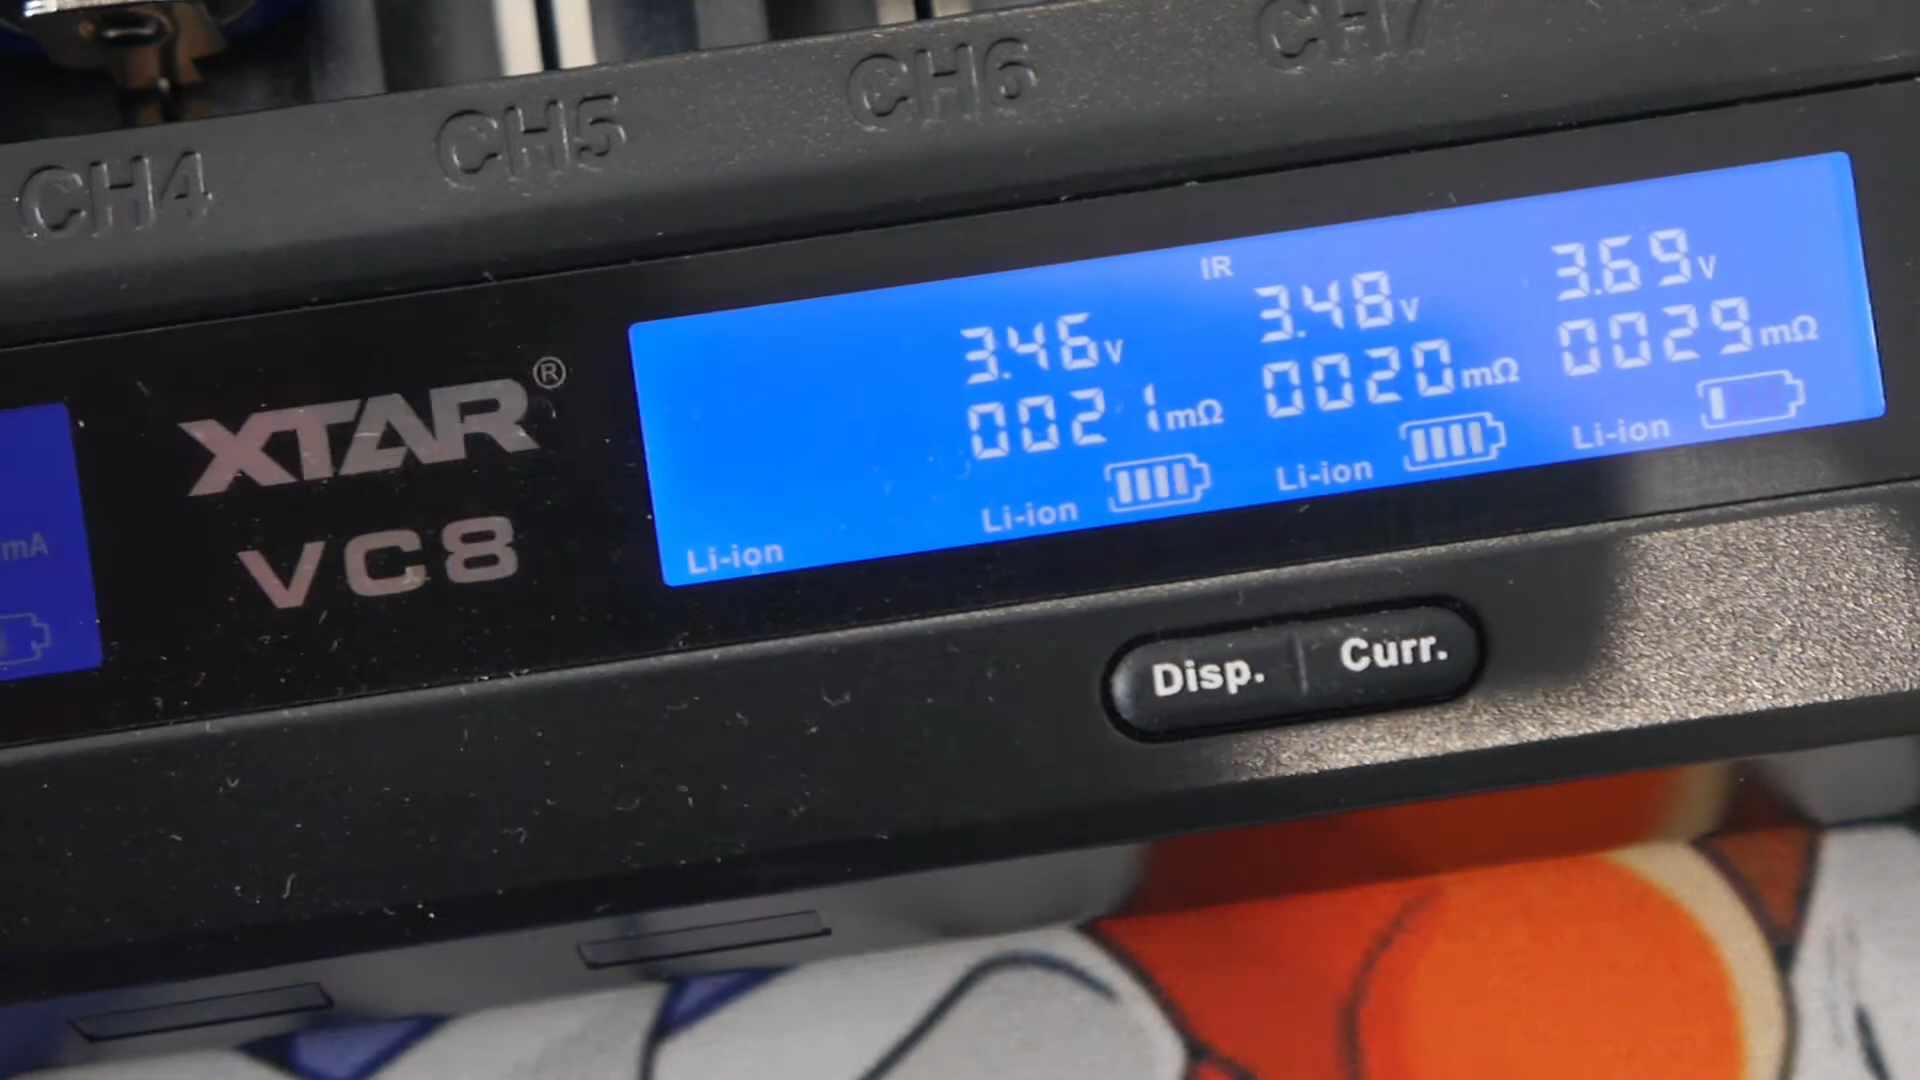 CH4 CH5 CH6 CH7
XTAR®
VC8
mA
IR
3.46V 3.48V 3.69V
0021mΩ 0020mΩ 0029mΩ
Li-ion Li-ion Li-ion Li-ion
Disp. Curr.